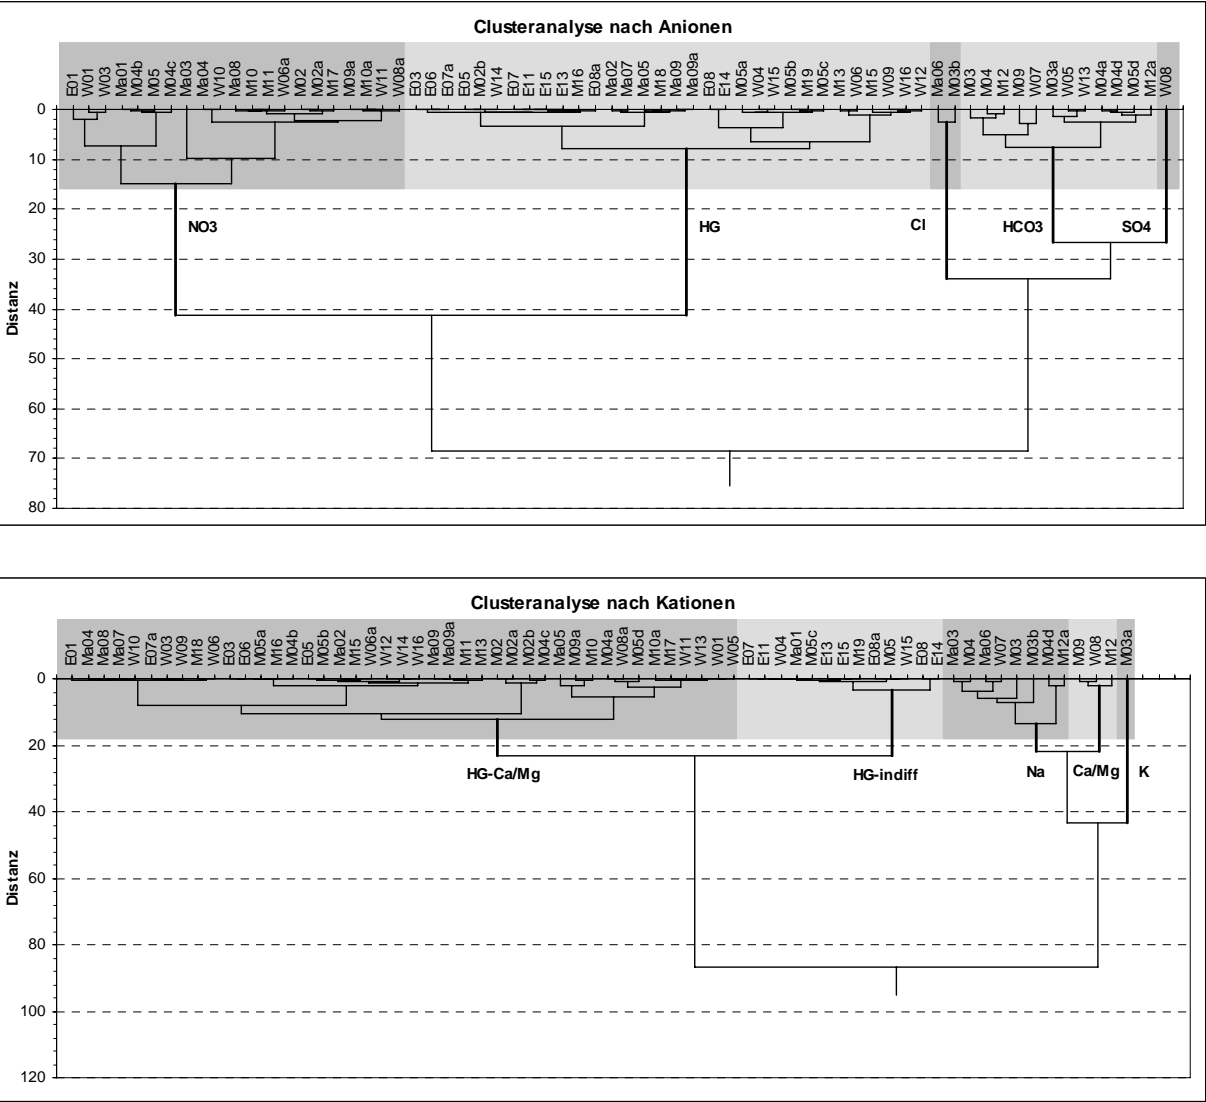 Clusteranalyse nach Anionen
E01 W01 W03 Ma01 M04b M05 M04c Ma03 Ma04 W10 Ma08 M10 M11 W06a M02 M02a M17 M09a M10a W11 W08a E03 E06 E07a E05 M02b W14 E07 E11 E15 E13 M16 E08a Ma02 Ma07 Ma05 M18 Ma09 Ma09a E08 E14 M05a W04 W15 M05b M19 M05c M13 W06 M15 W09 W16 W12 Ma06 M03b M03 M04 M12 M09 W07 M03a W05 W13 M04a M04d M05d M12a W08
0
10
20
30
40
50
60
70
80
Distanz
NO3 HG Cl HCO3 SO4
Clusteranalyse nach Kationen
E01 Ma04 Ma08 Ma07 W10 E07a W03 W09 M18 W06 E03 E06 M05a M16 M04b E05 M05b Ma02 M15 W06a W12 W14 W16 Ma09 Ma09a M11 M13 M02 M02a M02b M04c Ma05 M09a M10 M04a W08a M05d M10a M17 W11 W13 W01 W05 E07 E11 W04 Ma01 M05c E13 E15 M19 E08a M05 W15 E08 E14 Ma03 M04 Ma06 W07 M03 M03b M04d M12a M09 W08 M12 M03a
0
20
40
60
80
100
120
Distanz
HG-Ca/Mg HG-indiff Na Ca/Mg K